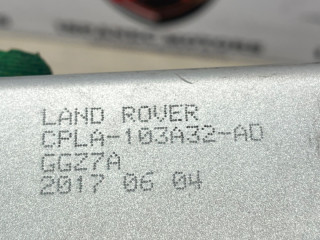 LAND ROVER
CPLA-103A32-AD
GGZ7A
2017 06 04